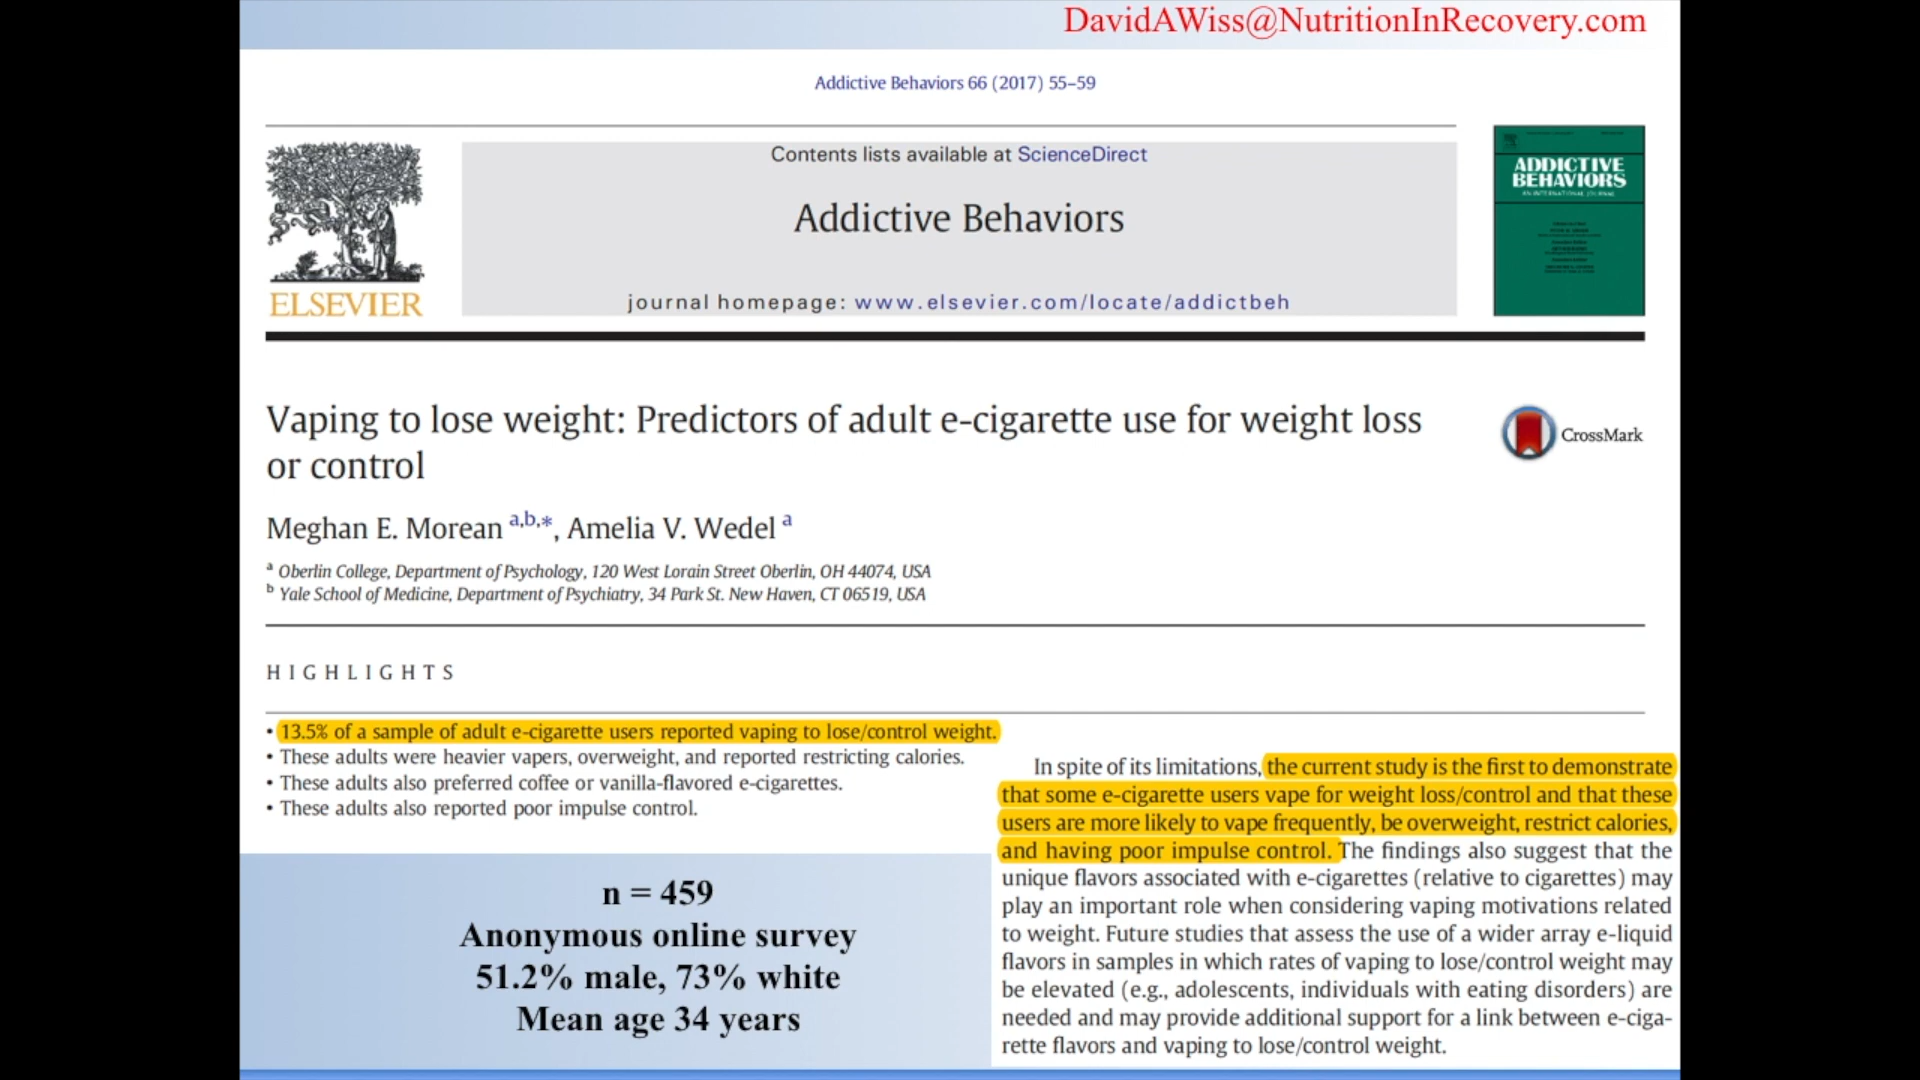 DavidAWiss@NutritionInRecovery.com
Addictive Behaviors 66 (2017) 55–59
Contents lists available at ScienceDirect
Addictive Behaviors
journal homepage: www.elsevier.com/locate/addictbeh
ELSEVIER
ADDICTIVE
BEHAVIORS
AN INTERNATIONAL JOURNAL
Vaping to lose weight: Predictors of adult e-cigarette use for weight loss
or control
CrossMark
Meghan E. Morean a,b,*, Amelia V. Wedel a
a Oberlin College, Department of Psychology, 120 West Lorain Street Oberlin, OH 44074, USA
b Yale School of Medicine, Department of Psychiatry, 34 Park St. New Haven, CT 06519, USA
HIGHLIGHTS
• 13.5% of a sample of adult e-cigarette users reported vaping to lose/control weight.
• These adults were heavier vapers, overweight, and reported restricting calories.
• These adults also preferred coffee or vanilla-flavored e-cigarettes.
• These adults also reported poor impulse control.
n = 459
Anonymous online survey
51.2% male, 73% white
Mean age 34 years
In spite of its limitations, the current study is the first to demonstrate
that some e-cigarette users vape for weight loss/control and that these
users are more likely to vape frequently, be overweight, restrict calories,
and having poor impulse control. The findings also suggest that the
unique flavors associated with e-cigarettes (relative to cigarettes) may
play an important role when considering vaping motivations related
to weight. Future studies that assess the use of a wider array e-liquid
flavors in samples in which rates of vaping to lose/control weight may
be elevated (e.g., adolescents, individuals with eating disorders) are
needed and may provide additional support for a link between e-ciga-
rette flavors and vaping to lose/control weight.